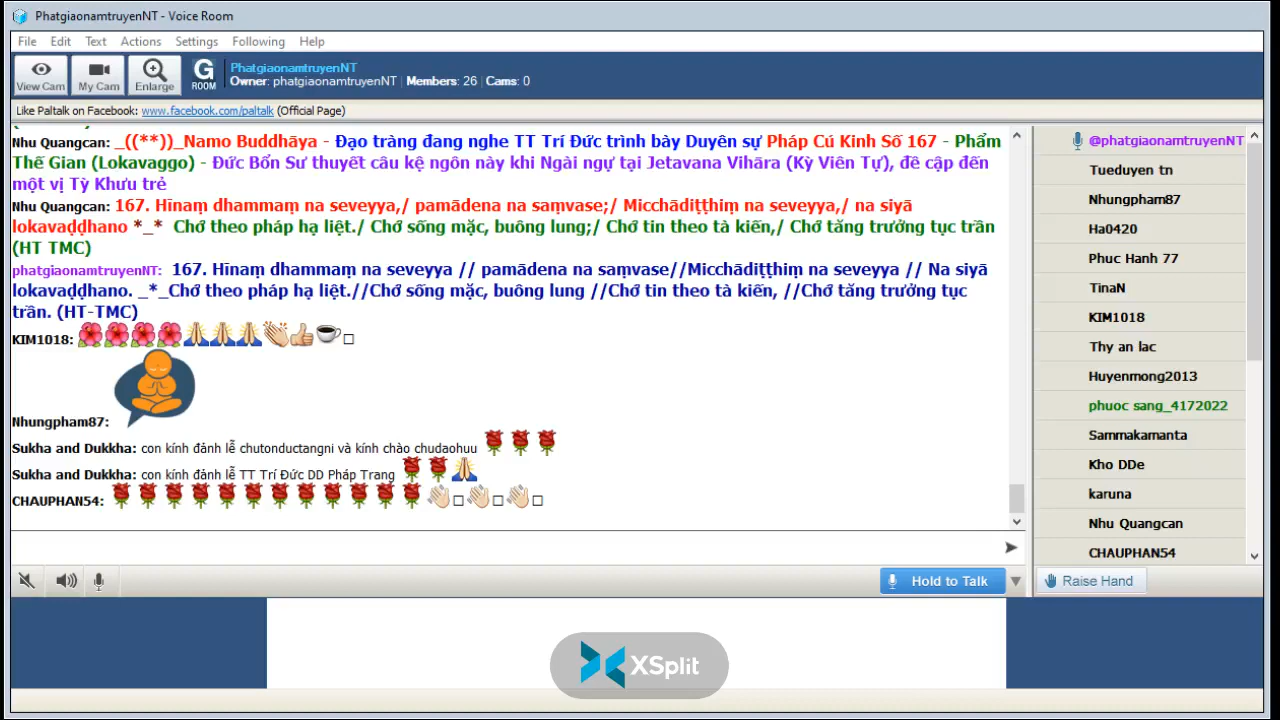 PhatgiaonamtruyenNT - Voice Room
File Edit Text Actions Settings Following Help
View Cam My Cam Enlarge G ROOM
PhatgiaonamtruyenNT
Owner: phatgiaonamtruyenNT | Members: 26 | Cams: 0
Like Paltalk on Facebook: www.facebook.com/paltalk (Official Page)
Nhu Quangcan: _((**))_Namo Buddhāya - Đạo tràng đang nghe TT Trí Đức trình bày Duyên sự Pháp Cú Kinh Số 167 - Phẩm
Thế Gian (Lokavaggo) - Đức Bổn Sư thuyết câu kệ ngôn này khi Ngài ngự tại Jetavana Vihāra (Kỳ Viên Tự), đề cập đến
một vị Tỳ Khưu trẻ
Nhu Quangcan: 167. Hīnaṃ dhammaṃ na seveyya,/ pamādena na saṃvase;/ Micchādiṭṭhiṃ na seveyya,/ na siyā
lokavaḍḍhano *_* Chớ theo pháp hạ liệt./ Chớ sống mặc, buông lung;/ Chớ tin theo tà kiến,/ Chớ tăng trưởng tục trần
(HT TMC)
phatgiaonamtruyenNT: 167. Hīnaṃ dhammaṃ na seveyya // pamādena na saṃvase//Micchādiṭṭhiṃ na seveyya // Na siyā
lokavaḍḍhano. _*_Chớ theo pháp hạ liệt.//Chớ sống mặc, buông lung //Chớ tin theo tà kiến, //Chớ tăng trưởng tục
trần. (HT-TMC)
KIM1018:
Nhungpham87:
Sukha and Dukkha: con kính đảnh lễ chutonductangni và kính chào chudaohuu
Sukha and Dukkha: con kính đảnh lễ TT Trí Đức DD Pháp Trang
CHAUPHAN54:
@phatgiaonamtruyenNT
Tueduyen tn
Nhungpham87
Ha0420
Phuc Hanh 77
TinaN
KIM1018
Thy an lac
Huyenmong2013
phuoc sang_4172022
Sammakamanta
Kho DDe
karuna
Nhu Quangcan
CHAUPHAN54
Hold to Talk
Raise Hand
XSplit